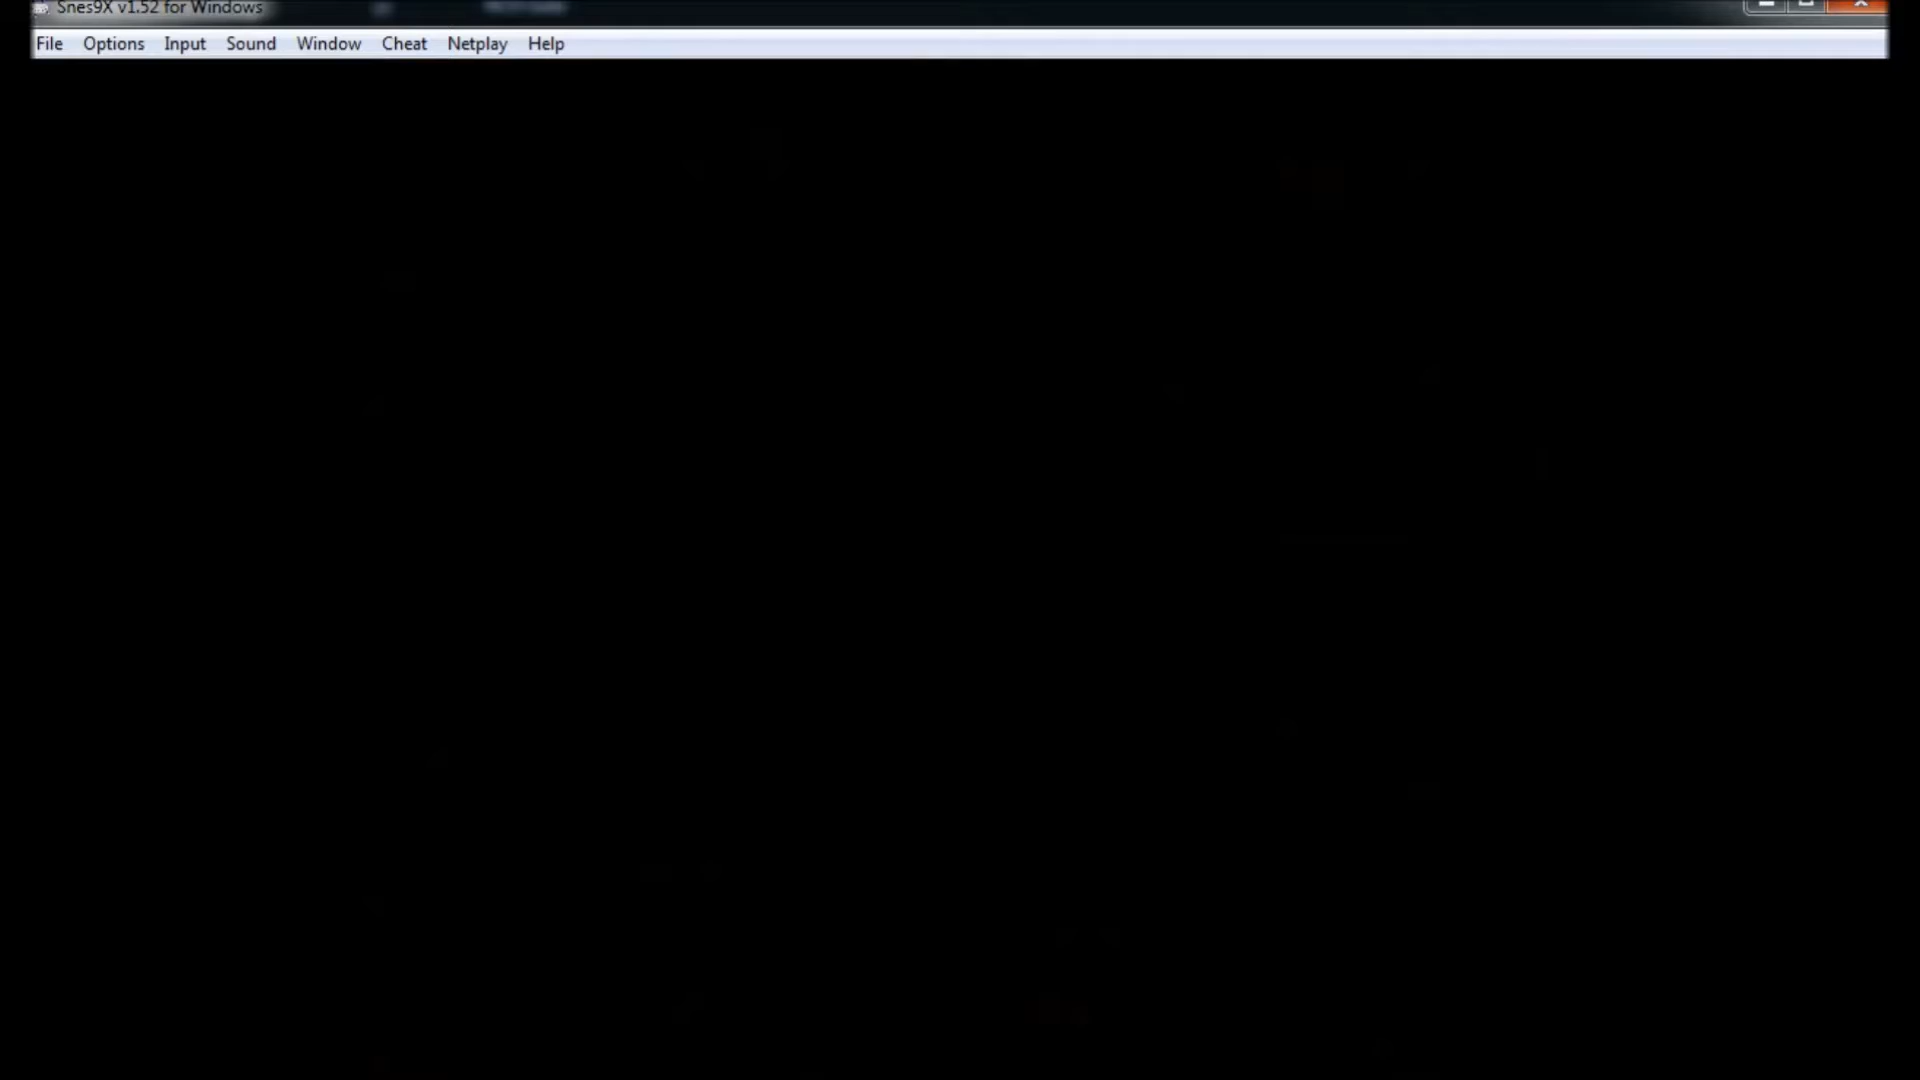 Snes9X v1.52 for Windows
File Options Input Sound Window Cheat Netplay Help